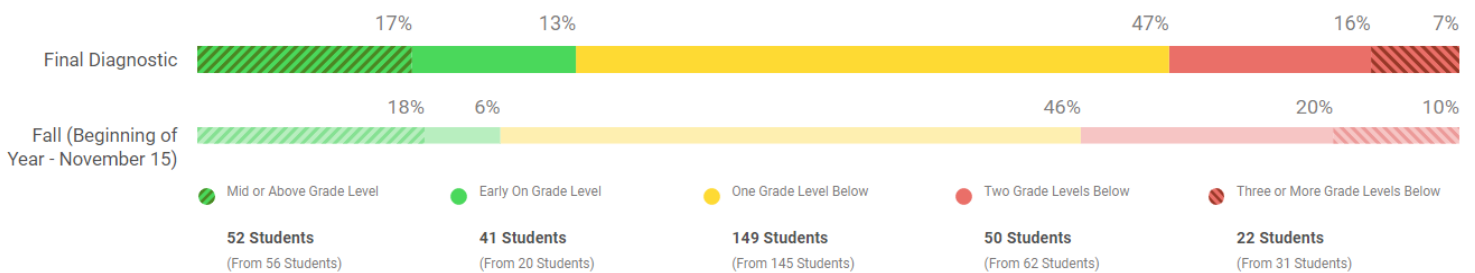 17% 13% 47% 16% 7%
Final Diagnostic
18% 6% 46% 20% 10%
Fall (Beginning of
Year - November 15)
Mid or Above Grade Level
Early On Grade Level
One Grade Level Below
Two Grade Levels Below
Three or More Grade Levels Below
52 Students
41 Students
149 Students
50 Students
22 Students
(From 56 Students)
(From 20 Students)
(From 145 Students)
(From 62 Students)
(From 31 Students)